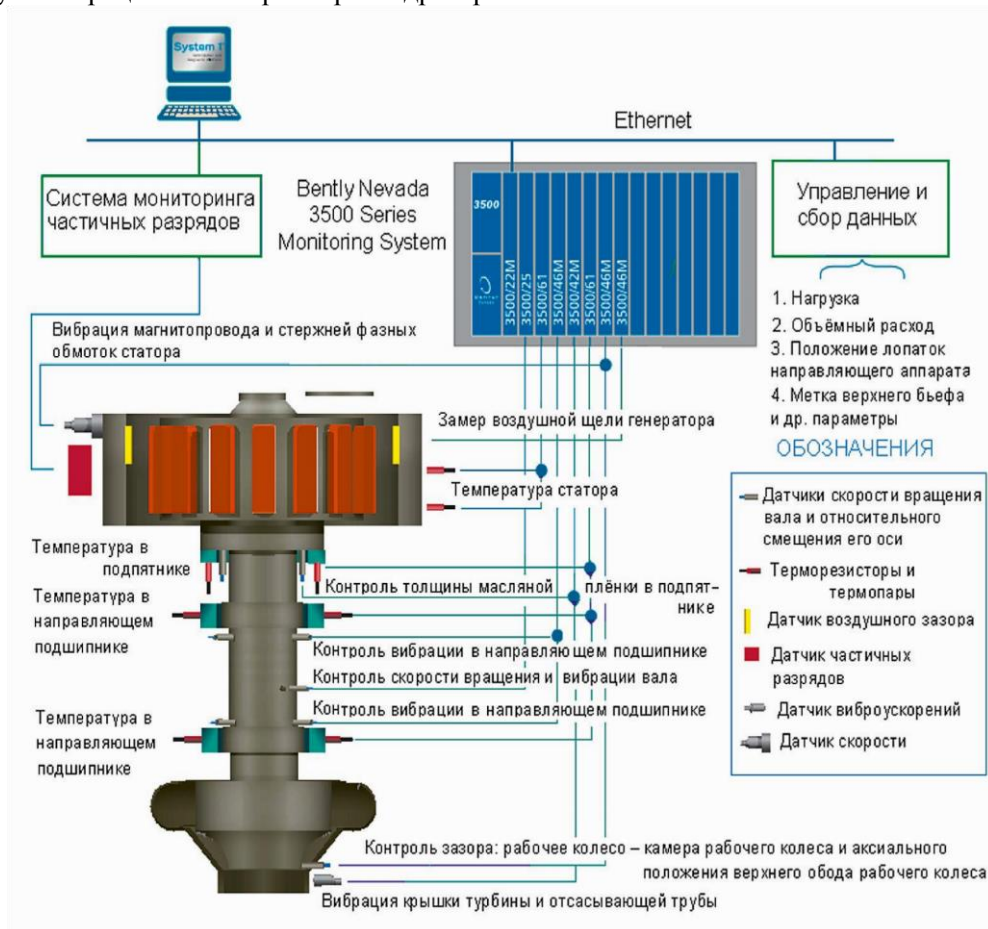 System 1
Ethernet
Система мониторинга
частичных разрядов
Bently Nevada
3500 Series
Monitoring System
3500
3500/22M
3500/25
3500/61
3500/46M
3500/42M
3500/61
3500/46M
3500/46M
Управление и
сбор данных
1. Нагрузка
2. Объёмный расход
3. Положение лопаток
направляющего аппарата
4. Метка верхнего бьефа
и др. параметры
Вибрация магнитопровода и стержней фазных
обмоток статора
Замер воздушной щели генератора
Температура статора
Температура в
подпятнике
Контроль толщины масляной плёнки в подпят-
нике
Температура в
направляющем
подшипнике
Контроль вибрации в направляющем подшипнике
Контроль скорости вращения и вибрации вала
Контроль вибрации в направляющем подшипнике
Температура в
направляющем
подшипнике
Контроль зазора: рабочее колесо – камера рабочего колеса и аксиального
положения верхнего обода рабочего колеса
Вибрация крышки турбины и отсасывающей трубы
ОБОЗНАЧЕНИЯ
Датчики скорости вращения
вала и относительного
смещения его оси
Терморезисторы и
термопары
Датчик воздушного зазора
Датчик частичных
разрядов
Датчик виброускорений
Датчик скорости